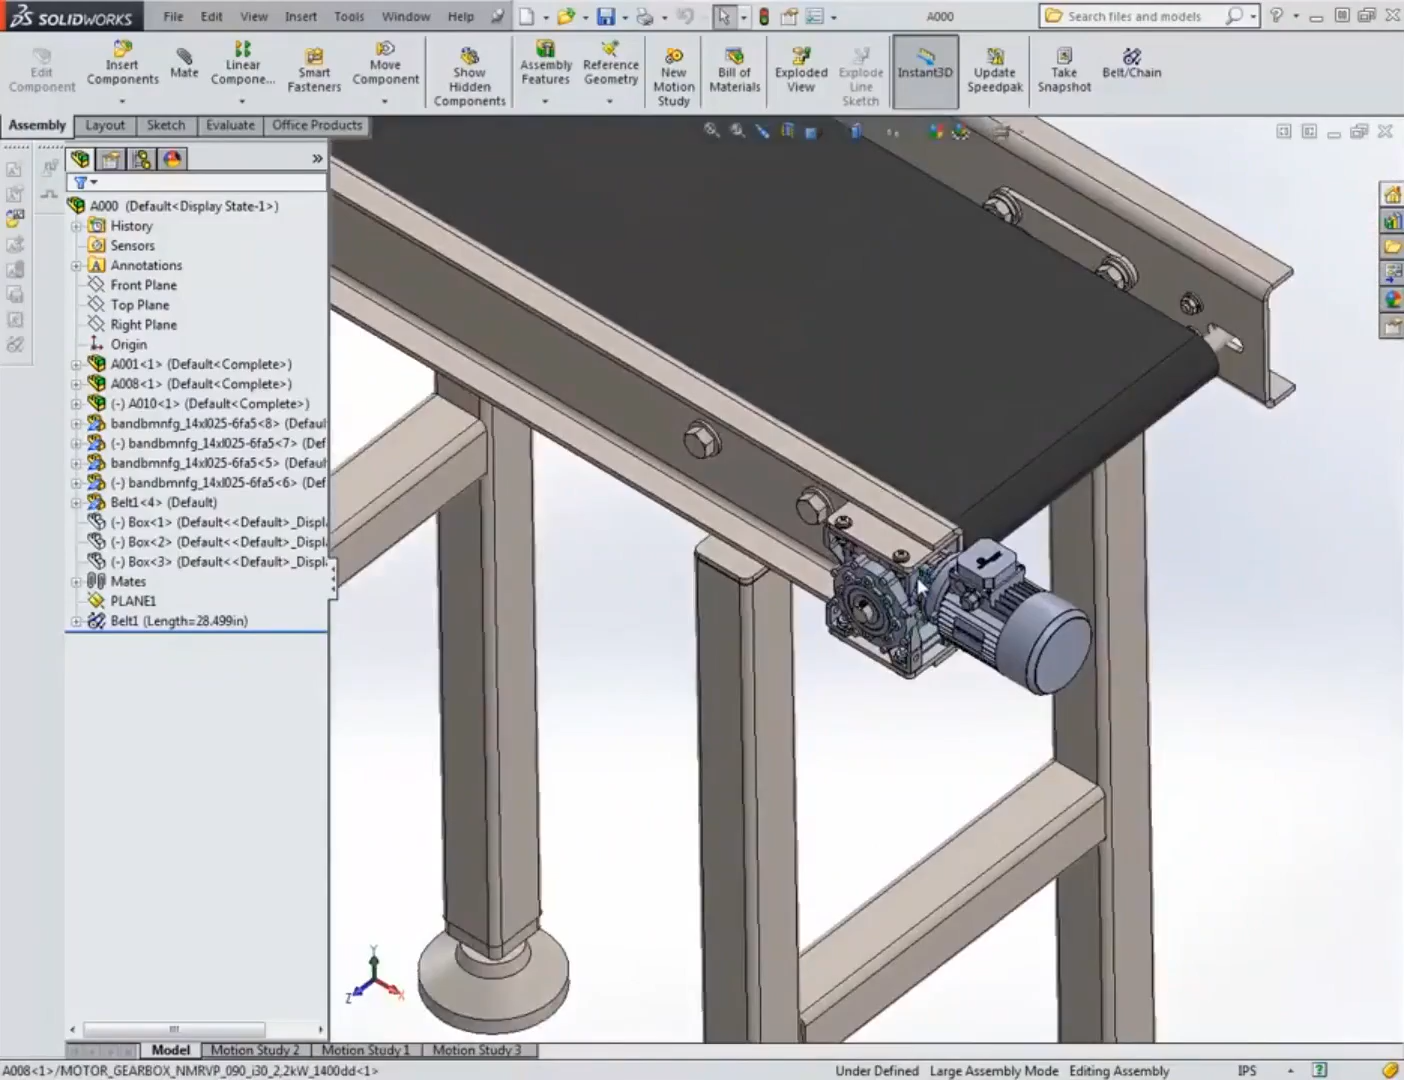 SOLIDWORKS File Edit View Insert Tools Window Help A000 Search files and models
Edit Component
Insert Components
Mate
Linear Compone...
Smart Fasteners
Move Component
Show Hidden Components
Assembly Features
Reference Geometry
New Motion Study
Bill of Materials
Exploded View
Explode Line Sketch
Instant3D
Update Speedpak
Take Snapshot
Belt/Chain
Assembly Layout Sketch Evaluate Office Products
A000 (Default<Display State-1>)
History
Sensors
A Annotations
Front Plane
Top Plane
Right Plane
Origin
A001<1> (Default<Complete>)
A008<1> (Default<Complete>)
(-) A010<1> (Default<Complete>)
bandbmnfg_14xl025-6fa5<8> (Defaul
(-) bandbmnfg_14xl025-6fa5<7> (Def
bandbmnfg_14xl025-6fa5<5> (Defaul
(-) bandbmnfg_14xl025-6fa5<6> (Def
Belt1<4> (Default)
(-) Box<1> (Default<<Default>_Displ
(-) Box<2> (Default<<Default>_Displ
(-) Box<3> (Default<<Default>_Displ
Mates
PLANE1
Belt1 (Length=28.499in)
Y
Z X
Model Motion Study 2 Motion Study 1 Motion Study 3
A008<1>/MOTOR_GEARBOX_NMRVP_090_i30_2,2kW_1400dd<1> Under Defined Large Assembly Mode Editing Assembly IPS